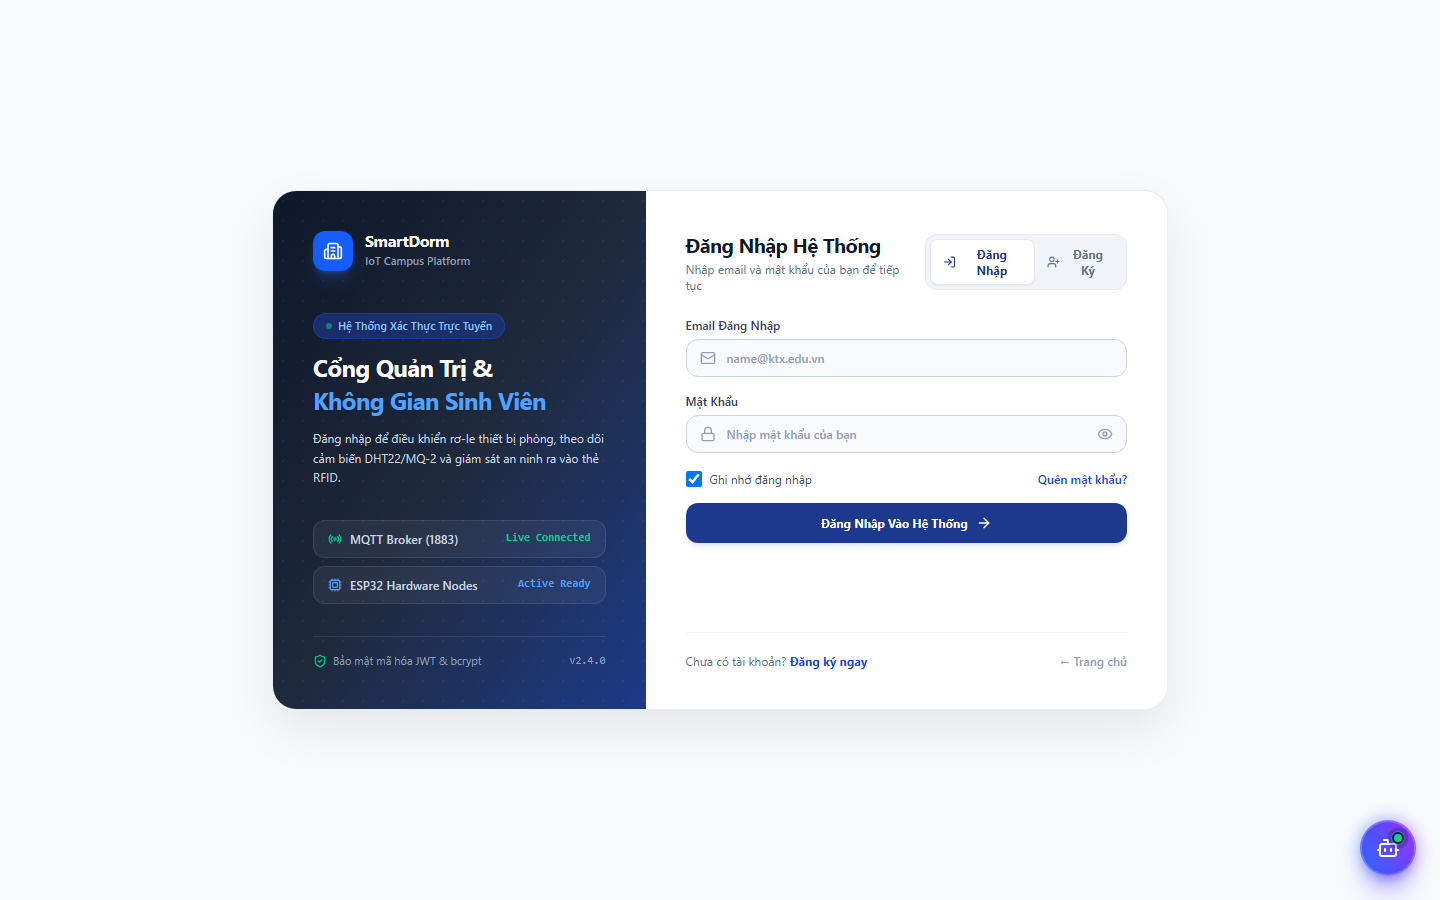 SmartDorm
IoT Campus Platform
Hệ Thống Xác Thực Trực Tuyến
Cổng Quản Trị &
Không Gian Sinh Viên
Đăng nhập để điều khiển rơ-le thiết bị phòng, theo dõi
cảm biến DHT22/MQ-2 và giám sát an ninh ra vào thẻ
RFID.
MQTT Broker (1883)
Live Connected
ESP32 Hardware Nodes
Active Ready
Bảo mật mã hóa JWT & bcrypt
v2.4.0
Đăng Nhập Hệ Thống
Nhập email và mật khẩu của bạn để tiếp
tục
Đăng
Nhập
Đăng
Ký
Email Đăng Nhập
name@ktx.edu.vn
Mật Khẩu
Nhập mật khẩu của bạn
Ghi nhớ đăng nhập
Quên mật khẩu?
Đăng Nhập Vào Hệ Thống →
Chưa có tài khoản? Đăng ký ngay
← Trang chủ